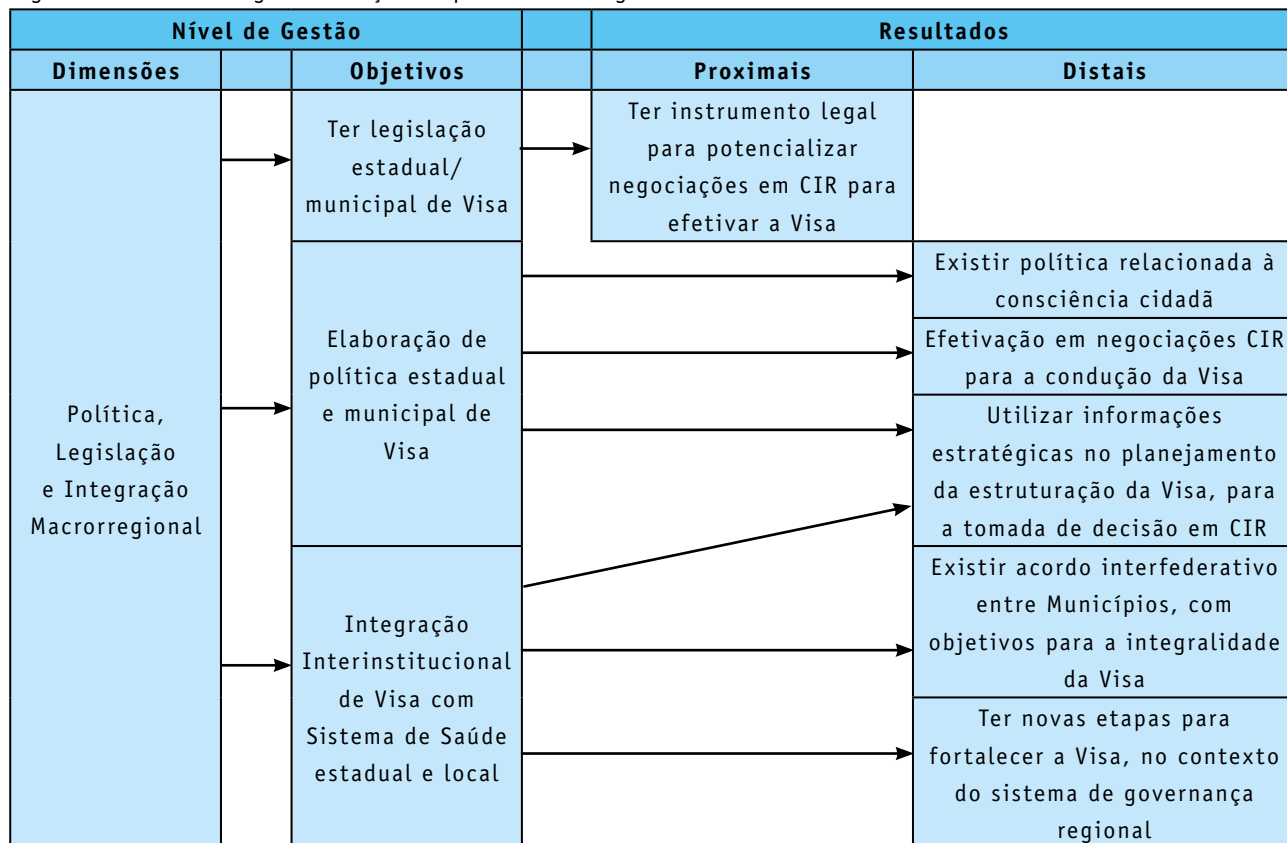 Nível de Gestão
Resultados
Dimensões
Objetivos
Proximais
Distais
Política,
Legislação
e Integração
Macrorregional
Ter legislação
estadual/
municipal de Visa
Ter instrumento legal
para potencializar
negociações em CIR para
efetivar a Visa
Elaboração de
política estadual
e municipal de
Visa
Existir política relacionada à
consciência cidadã
Efetivação em negociações CIR
para a condução da Visa
Utilizar informações
estratégicas no planejamento
da estruturação da Visa, para
a tomada de decisão em CIR
Integração
Interinstitucional
de Visa com
Sistema de Saúde
estadual e local
Existir acordo interfederativo
entre Municípios, com
objetivos para a integralidade
da Visa
Ter novas etapas para
fortalecer a Visa, no contexto
do sistema de governança
regional